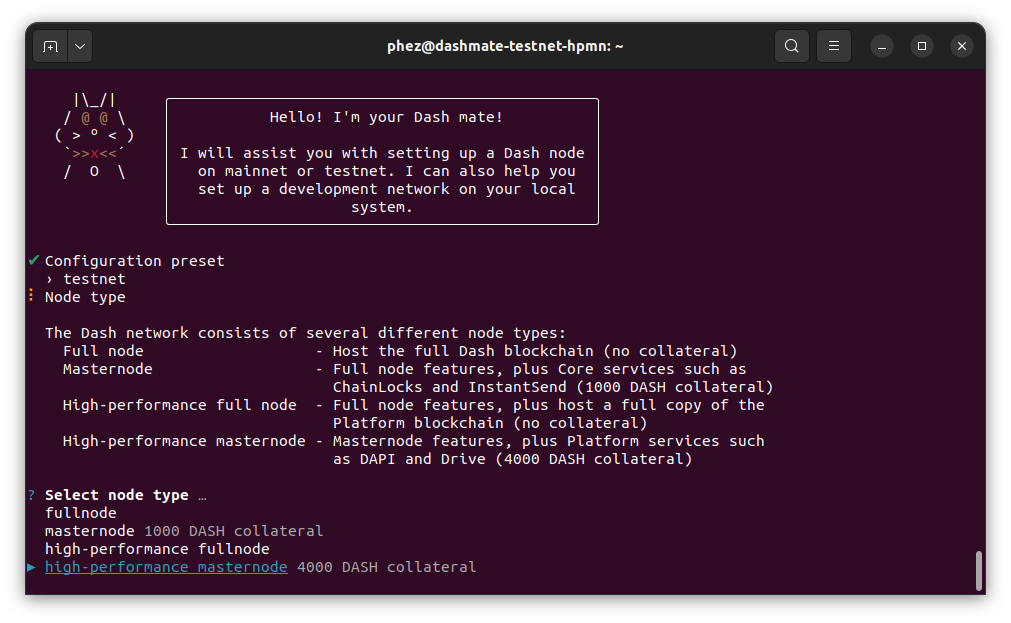 phez@dashmate-testnet-hpmn: ~
|\_/|
/ @ @ \
( > º < )
`>>x<<´
/  O  \
Hello! I'm your Dash mate!
I will assist you with setting up a Dash node
on mainnet or testnet. I can also help you
set up a development network on your local
system.
✔ Configuration preset
› testnet
⠇ Node type
The Dash network consists of several different node types:
Full node - Host the full Dash blockchain (no collateral)
Masternode - Full node features, plus Core services such as
ChainLocks and InstantSend (1000 DASH collateral)
High-performance full node - Full node features, plus host a full copy of the
Platform blockchain (no collateral)
High-performance masternode - Masternode features, plus Platform services such
as DAPI and Drive (4000 DASH collateral)
? Select node type …
fullnode
masternode 1000 DASH collateral
high-performance fullnode
▸ high-performance masternode 4000 DASH collateral